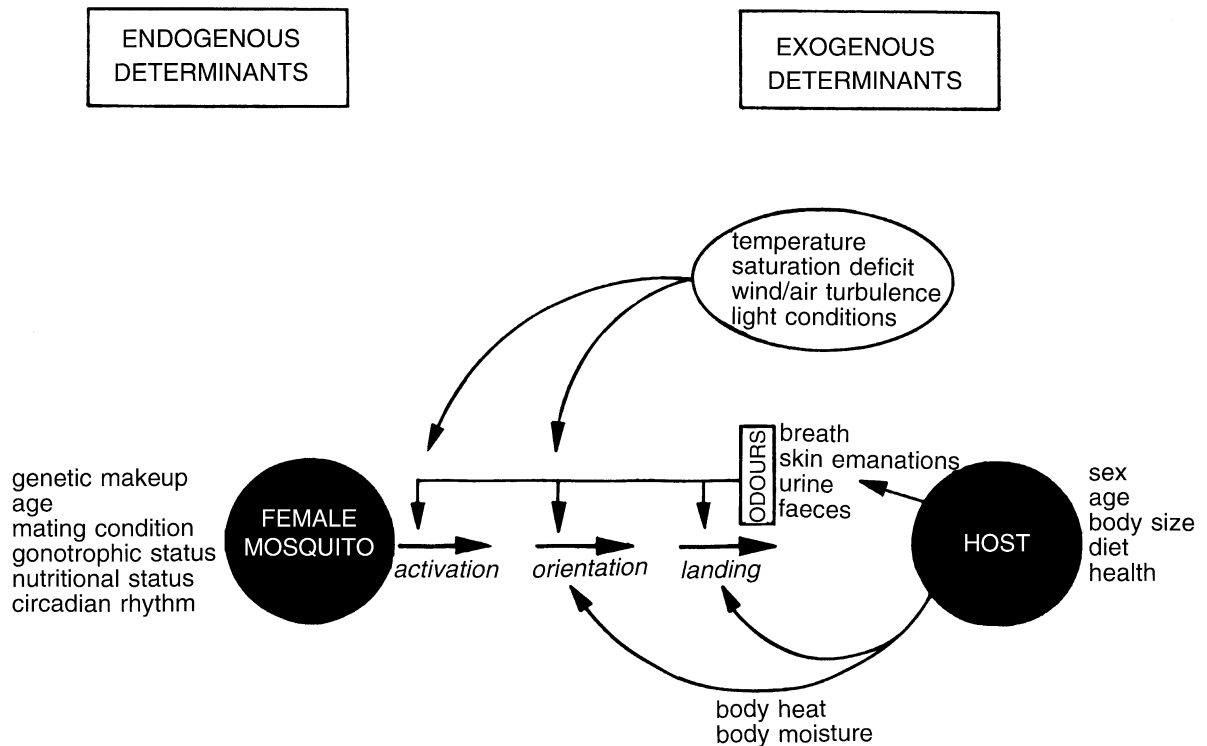 ENDOGENOUS
DETERMINANTS
EXOGENOUS
DETERMINANTS
temperature
saturation deficit
wind/air turbulence
light conditions
genetic makeup
age
mating condition
gonotrophic status
nutritional status
circadian rhythm
FEMALE
MOSQUITO
activation
orientation
landing
ODOURS
breath
skin emanations
urine
faeces
HOST
sex
age
body size
diet
health
body heat
body moisture